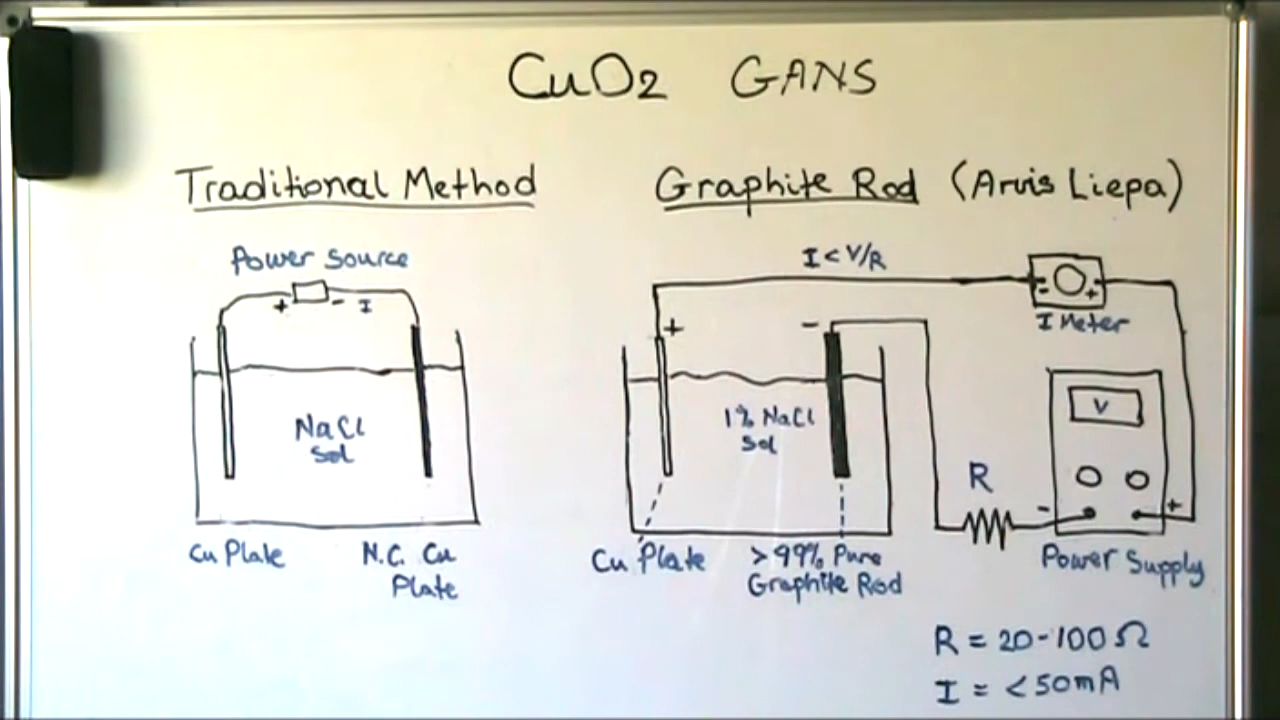 CuO2 GANS
Traditional Method
Power Source
+ - I
NaCl
Sol
Cu Plate
N.C. Cu
Plate
Graphite Rod (Arvis Liepa)
I < V/R
- +
I Meter
+ -
1% NaCl
Sol
V
R
- +
Cu Plate
> 99% Pure
Graphite Rod
Power Supply
R = 20-100 Ω
I = < 50mA